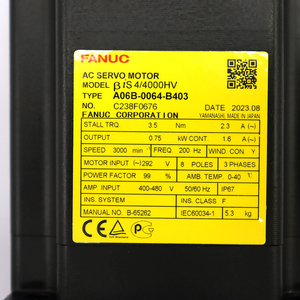 FANUC
AC SERVO MOTOR
MODEL βiS 4/4000HV
TYPE A06B-0064-B403
NO. C238F0676 DATE 2023.08
FANUC CORPORATION YAMANASHI, MADE IN JAPAN
STALL TRQ. 3.5 Nm 2.3 A (~)
OUTPUT 0.75 kW CONT 1.6 A (~)
SPEED 3000 min⁻¹ FREQ 200 Hz WIND. CON Y
MOTOR INPUT (~)292 V 8 POLES 3 PHASES
POWER FACTOR 99 % AMB. TEMP. 0-40 ℃
AMP INPUT 400-480 V 50/60 Hz IP67
INS. SYSTEM INS. CLASS F
MANUAL NO. B-65262 IEC60034-1 5.3 kg